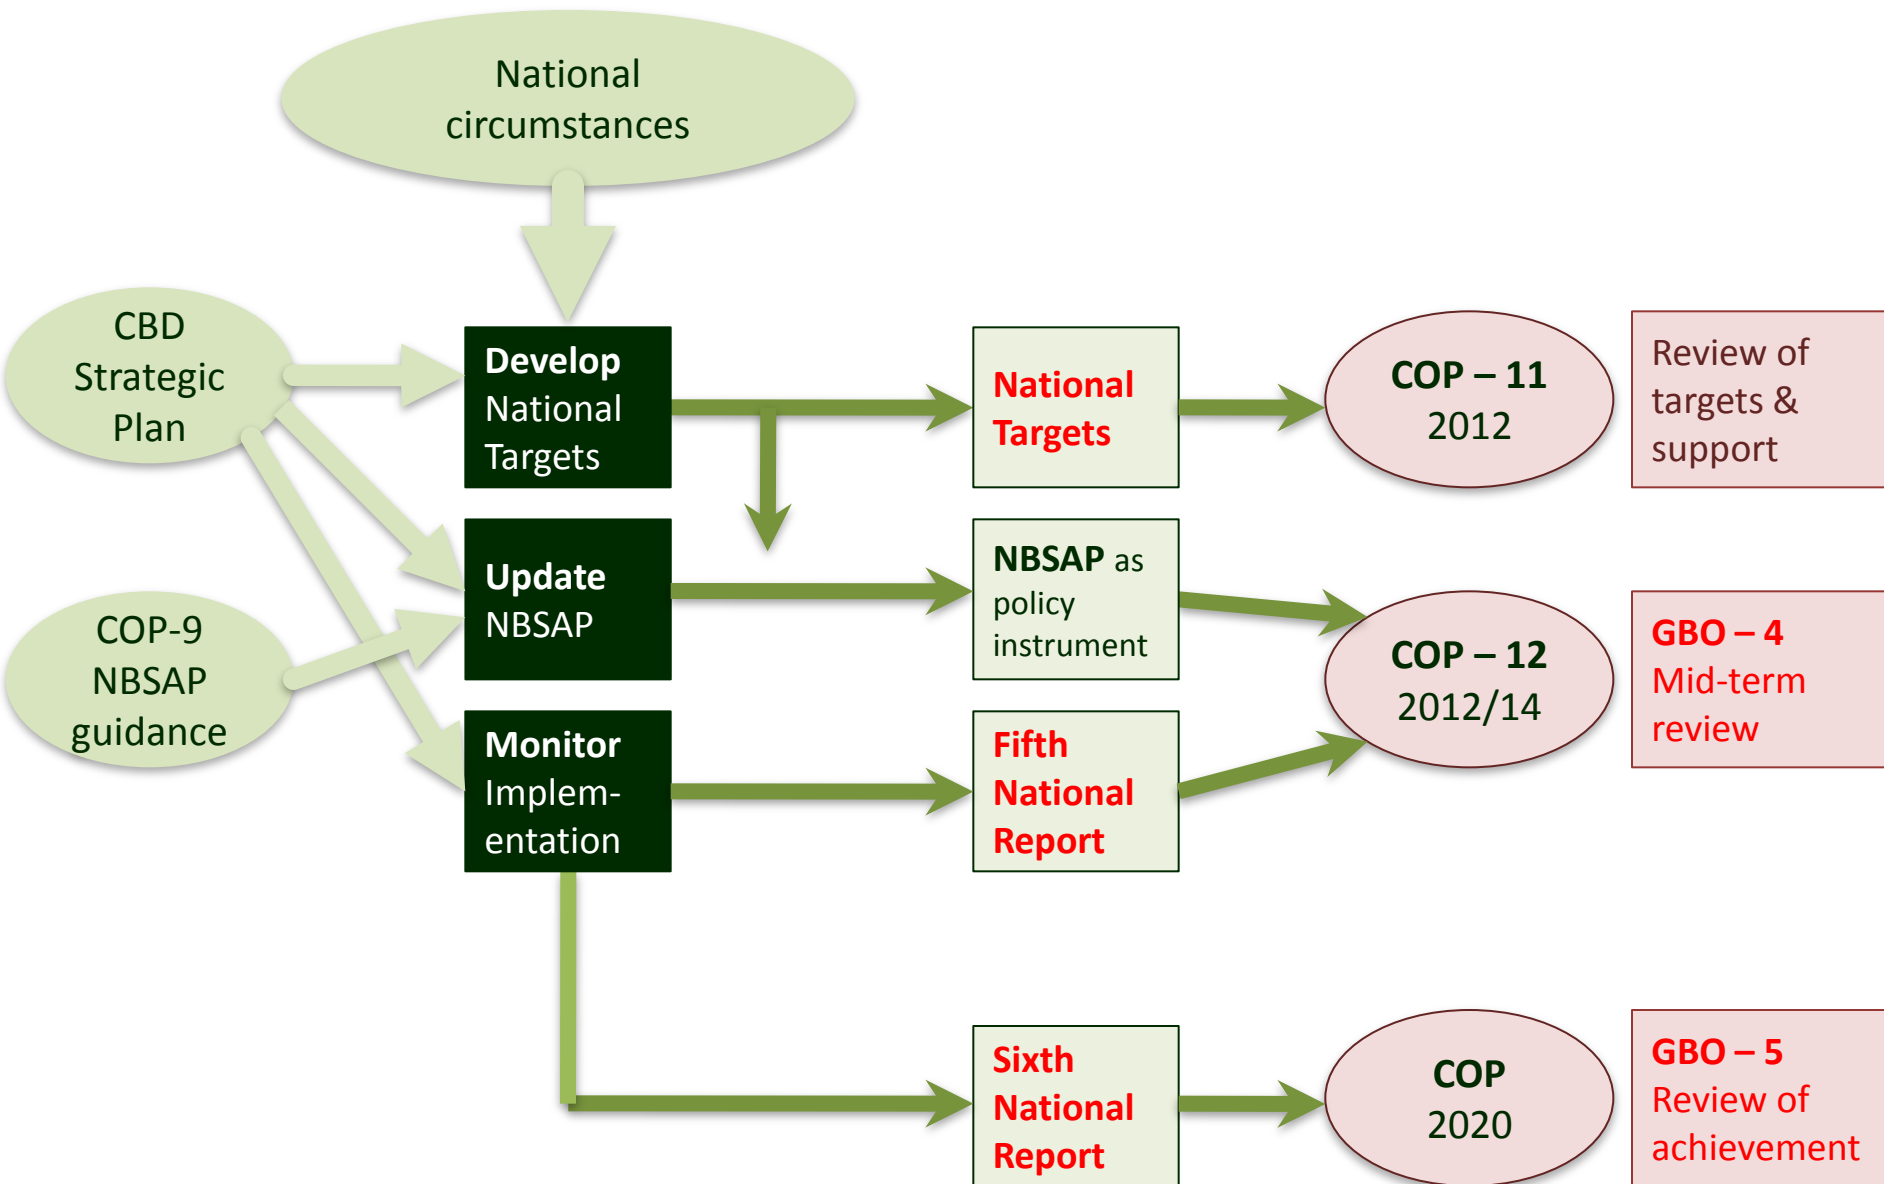 National
circumstances
CBD
Strategic
Plan
Develop
National
Targets
National
Targets
COP – 11
2012
Review of
targets &
support
COP-9
NBSAP
guidance
Update
NBSAP
NBSAP as
policy
instrument
COP – 12
2012/14
GBO – 4
Mid-term
review
Monitor
Implem-
entation
Fifth
National
Report
Sixth
National
Report
COP
2020
GBO – 5
Review of
achievement